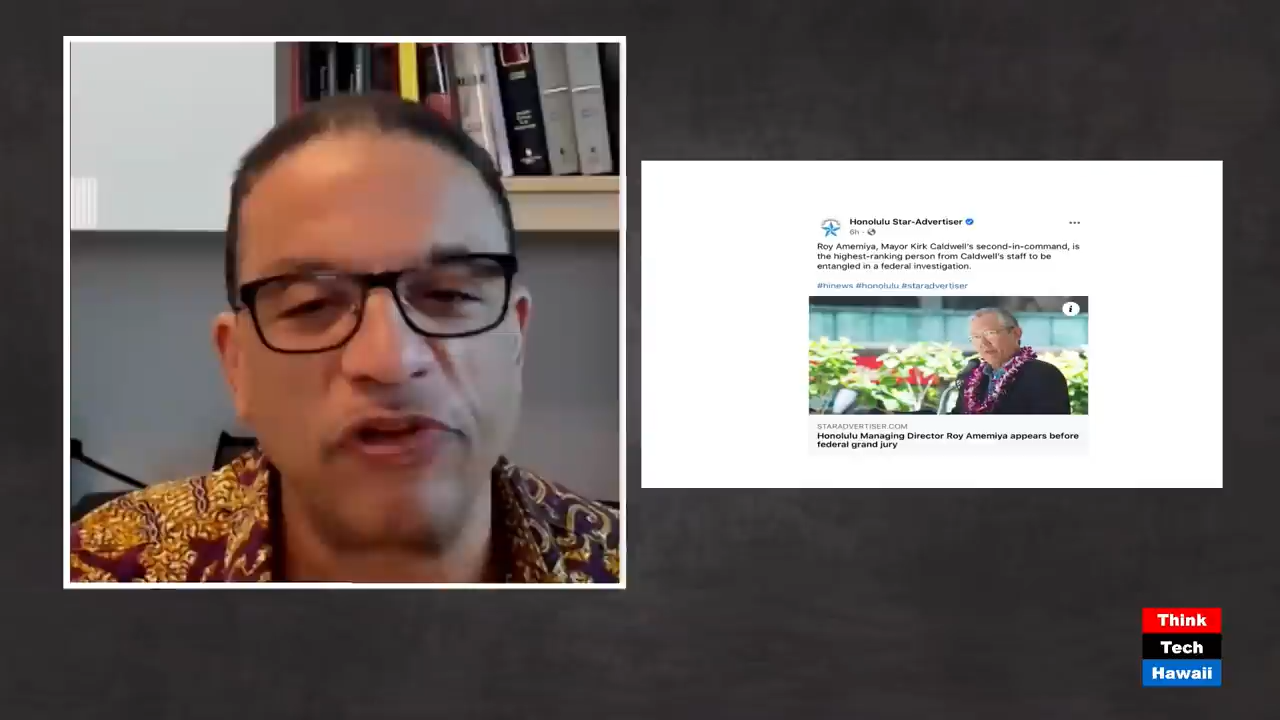 Honolulu Star-Advertiser
6h
Roy Amemiya, Mayor Kirk Caldwell's second-in-command, is
the highest-ranking person from Caldwell's staff to be
entangled in a federal investigation.
#hinews #honolulu #staradvertiser
STARADVERTISER.COM
Honolulu Managing Director Roy Amemiya appears before
federal grand jury
Think
Tech
Hawaii